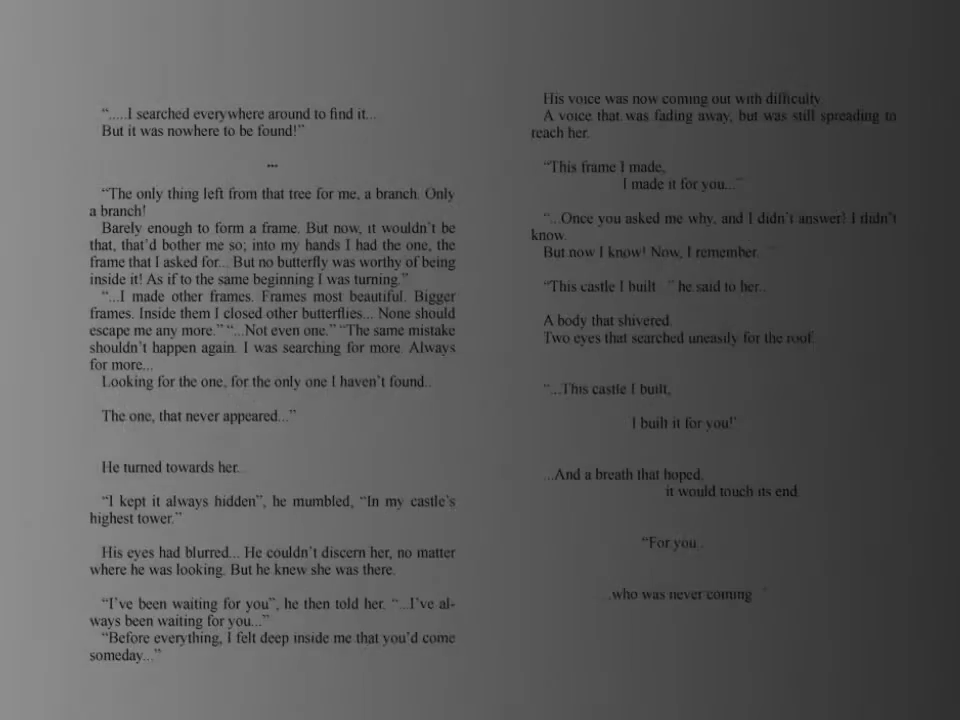 “.....I searched everywhere around to find it...
But it was nowhere to be found!”
...
“The only thing left from that tree for me, a branch. Only
a branch!
Barely enough to form a frame. But now, it wouldn’t be
that, that’d bother me so; into my hands I had the one, the
frame that I asked for... But no butterfly was worthy of being
inside it! As if to the same beginning I was turning.”
“...I made other frames. Frames most beautiful. Bigger
frames. Inside them I closed other butterflies... None should
escape me any more.” “...Not even one.” “The same mistake
shouldn’t happen again. I was searching for more. Always
for more...
Looking for the one, for the only one I haven’t found..
The one, that never appeared...”
He turned towards her.
“I kept it always hidden”, he mumbled, “In my castle’s
highest tower.”
His eyes had blurred... He couldn’t discern her, no matter
where he was looking. But he knew she was there.
“I’ve been waiting for you”, he then told her. “...I’ve al-
ways been waiting for you...”
“Before everything, I felt deep inside me that you’d come
someday...”
His voice was now coming out with difficulty.
A voice that was fading away, but was still spreading to
reach her.
“This frame I made,
I made it for you...”
“...Once you asked me why, and I didn’t answer! I didn’t
know.
But now I know! Now, I remember...”
“This castle I built...” he said to her..
A body that shivered.
Two eyes that searched uneasily for the roof.
“...This castle I built,
I built it for you!”
...And a breath that hoped,
it would touch its end.
“For you..
..who was never coming...”